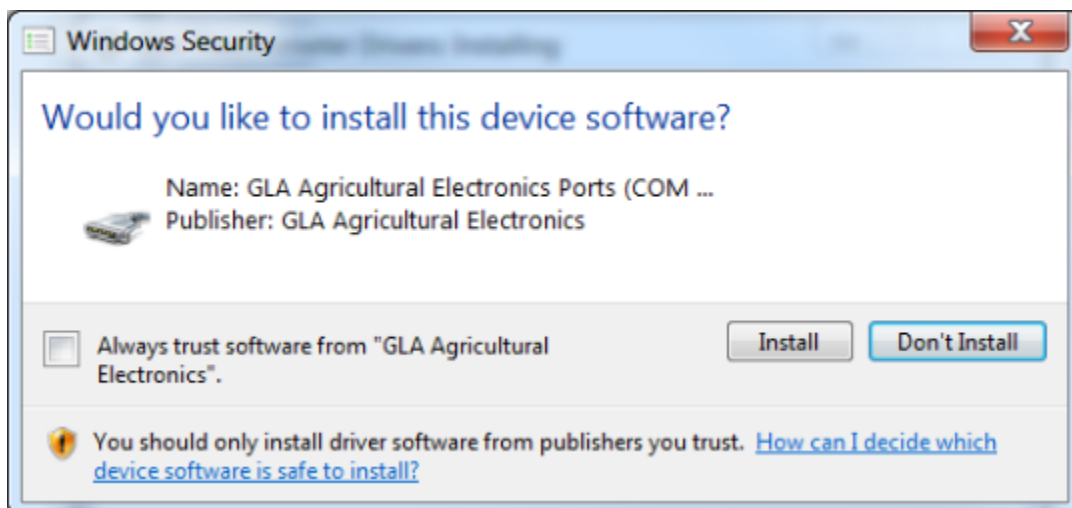 Windows Security
Drivers Installing
Would you like to install this device software?
Name: GLA Agricultural Electronics Ports (COM ...
Publisher: GLA Agricultural Electronics
Always trust software from "GLA Agricultural
Electronics".
Install
Don't Install
You should only install driver software from publishers you trust. How can I decide which
device software is safe to install?